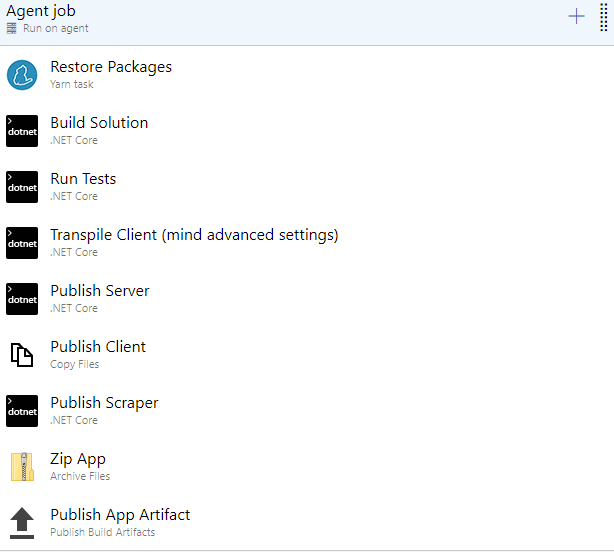 Agent job
Run on agent
Restore Packages
Yarn task
>
dotnet
Build Solution
.NET Core
>
dotnet
Run Tests
.NET Core
>
dotnet
Transpile Client (mind advanced settings)
.NET Core
>
dotnet
Publish Server
.NET Core
Publish Client
Copy Files
>
dotnet
Publish Scraper
.NET Core
Zip App
Archive Files
Publish App Artifact
Publish Build Artifacts